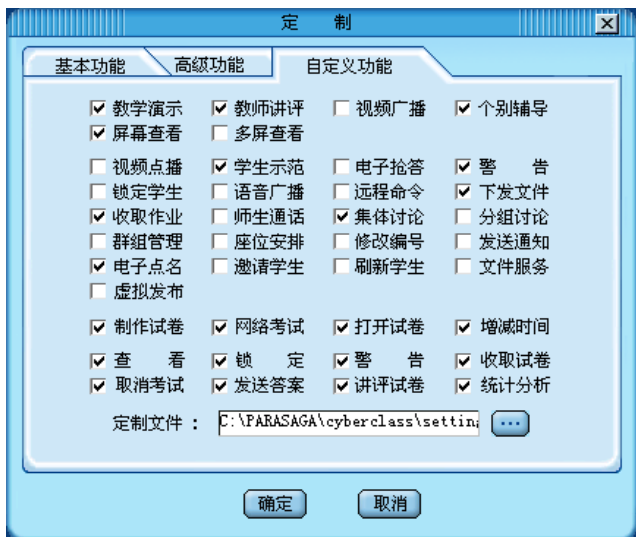 定 制
基本功能 高级功能 自定义功能
教学演示 教师讲评 视频广播 个别辅导
屏幕查看 多屏查看
视频点播 学生示范 电子抢答 警 告
锁定学生 语音广播 远程命令 下发文件
收取作业 师生通话 集体讨论 分组讨论
群组管理 座位安排 修改编号 发送通知
电子点名 邀请学生 刷新学生 文件服务
虚拟发布
制作试卷 网络考试 打开试卷 增减时间
查 看 锁 定 警 告 收取试卷
取消考试 发送答案 讲评试卷 统计分析
定制文件： C:\PARASAGA\cyberclass\settin ...
确定 取消